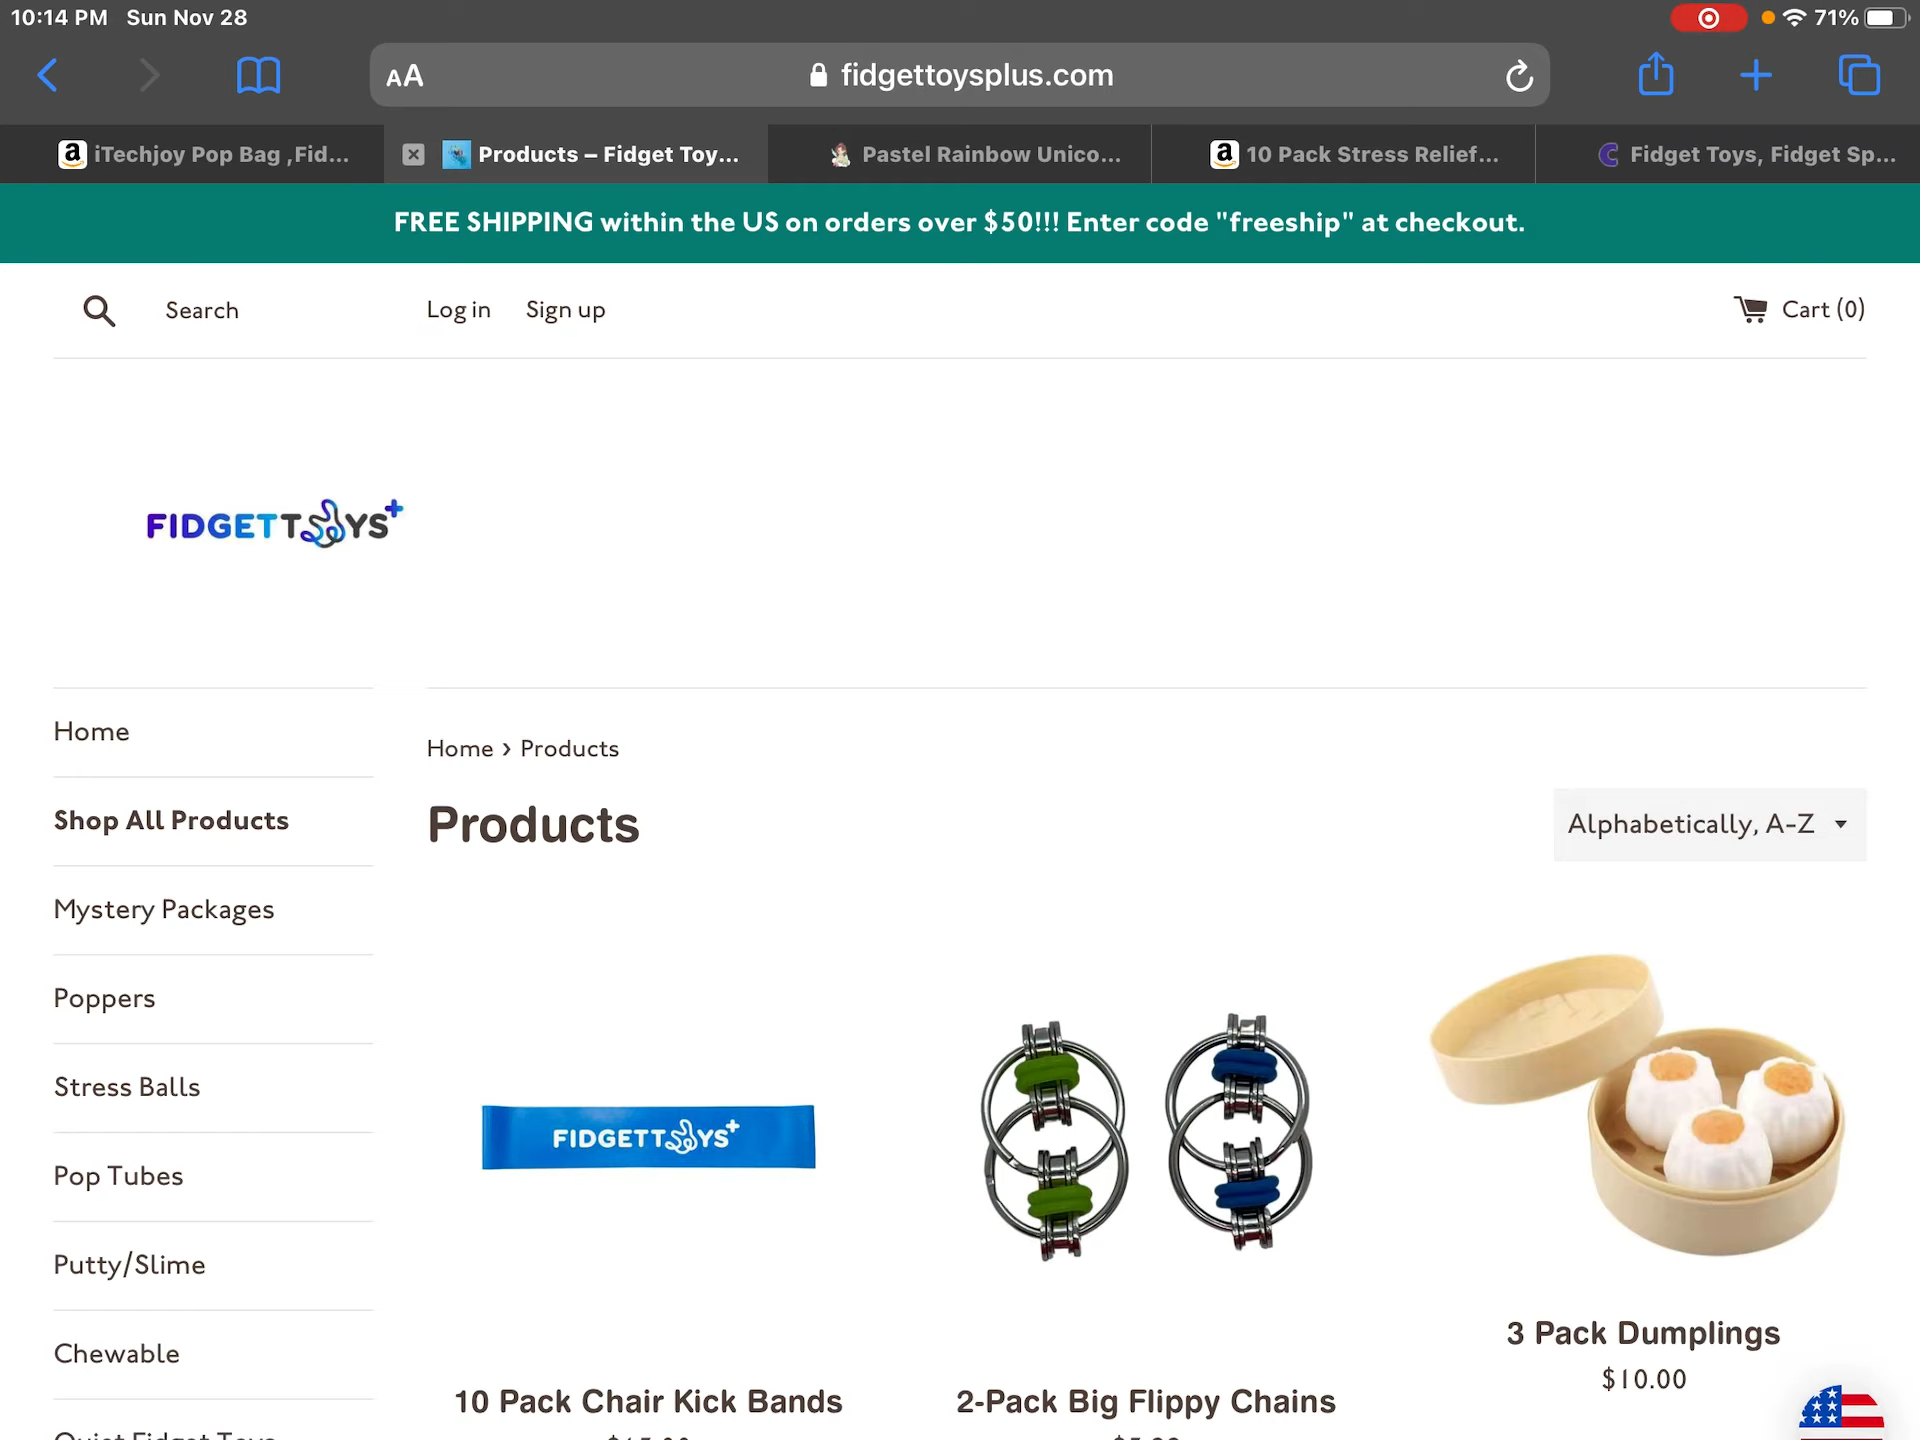 10:14 PM Sun Nov 28
71%
AA
fidgettoysplus.com
iTechjoy Pop Bag ,Fid...
Products – Fidget Toy...
Pastel Rainbow Unico...
10 Pack Stress Relief...
Fidget Toys, Fidget Sp...
FREE SHIPPING within the US on orders over $50!!! Enter code "freeship" at checkout.
Search
Log in
Sign up
Cart (0)
FIDGETTOYS+
Home
Shop All Products
Mystery Packages
Poppers
Stress Balls
Pop Tubes
Putty/Slime
Chewable
Quiet Fidget Toys
Home › Products
Products
Alphabetically, A-Z
FIDGETTOYS+
10 Pack Chair Kick Bands
2-Pack Big Flippy Chains
3 Pack Dumplings
$10.00